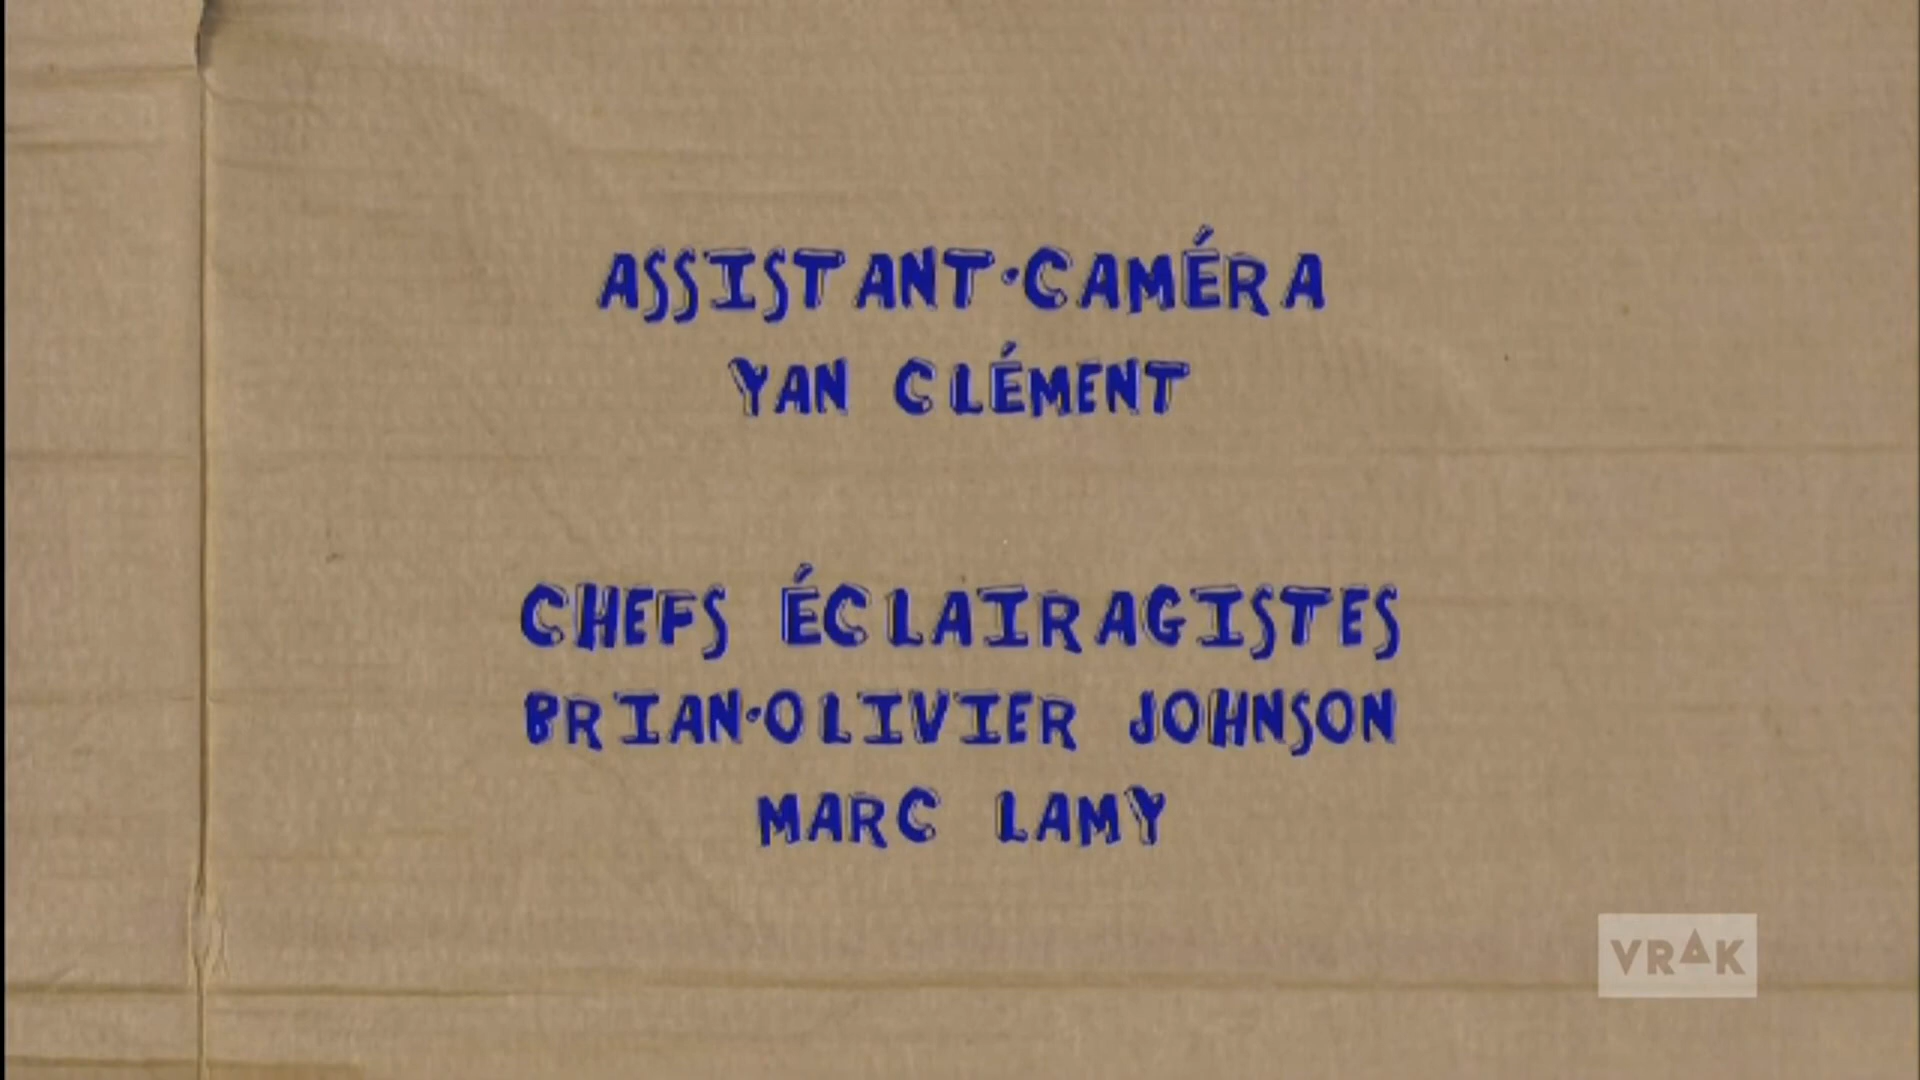 ASSISTANT-CAMÉRA
YAN CLÉMENT
CHEFS ÉCLAIRAGISTES
BRIAN-OLIVIER JOHNSON
MARC LAMY
VRAK